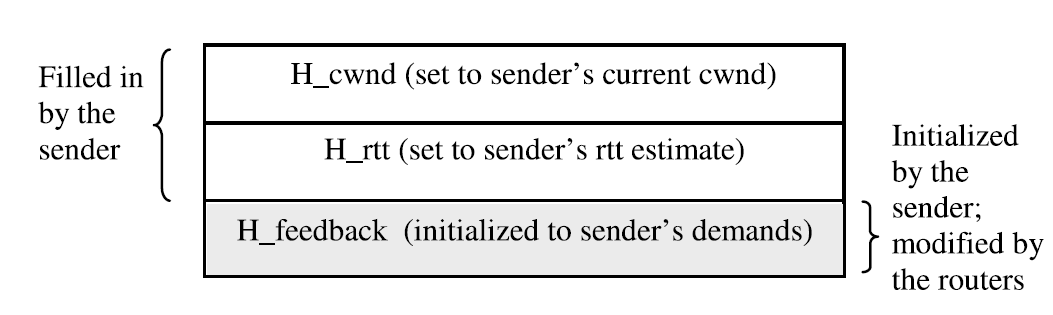 Filled in
by the
sender
H_cwnd (set to sender’s current cwnd)
H_rtt (set to sender’s rtt estimate)
H_feedback (initialized to sender’s demands)
Initialized
by the
sender;
modified by
the routers